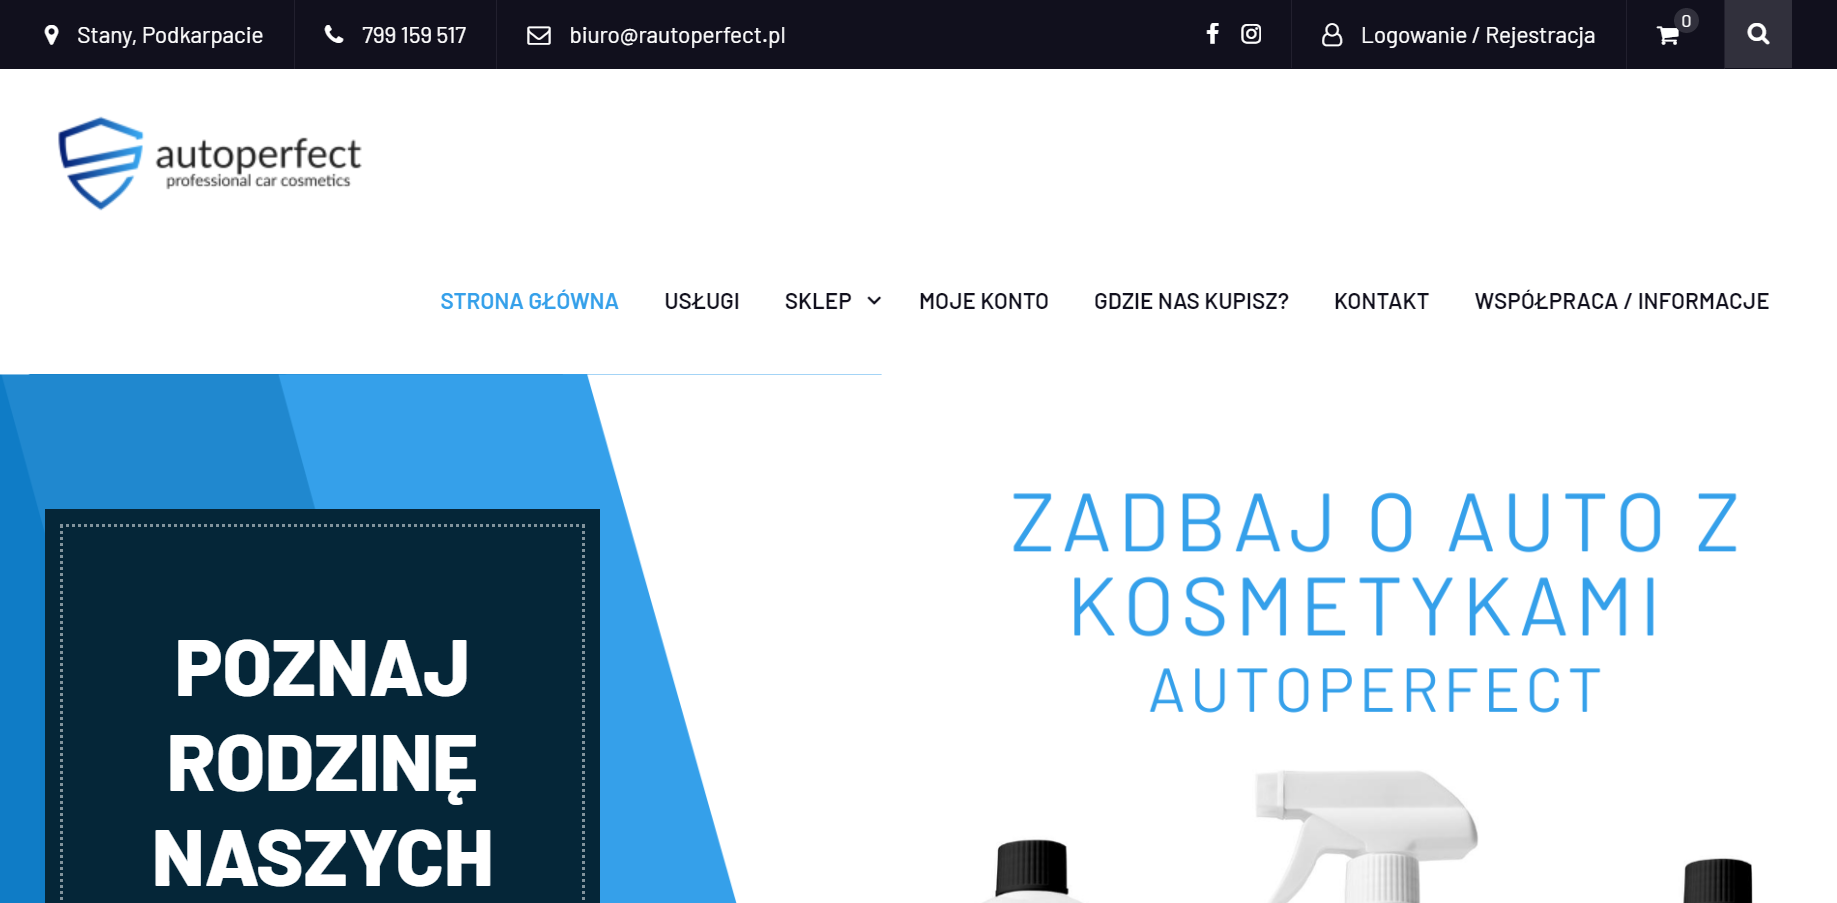 Stany, Podkarpacie
799 159 517
biuro@rautoperfect.pl
Logowanie / Rejestracja
0
autoperfect
professional car cosmetics
STRONA GŁÓWNA
USŁUGI
SKLEP
MOJE KONTO
GDZIE NAS KUPISZ?
KONTAKT
WSPÓŁPRACA / INFORMACJE
POZNAJ
RODZINĘ
NASZYCH
ZADBAJ O AUTO Z
KOSMETYKAMI
AUTOPERFECT